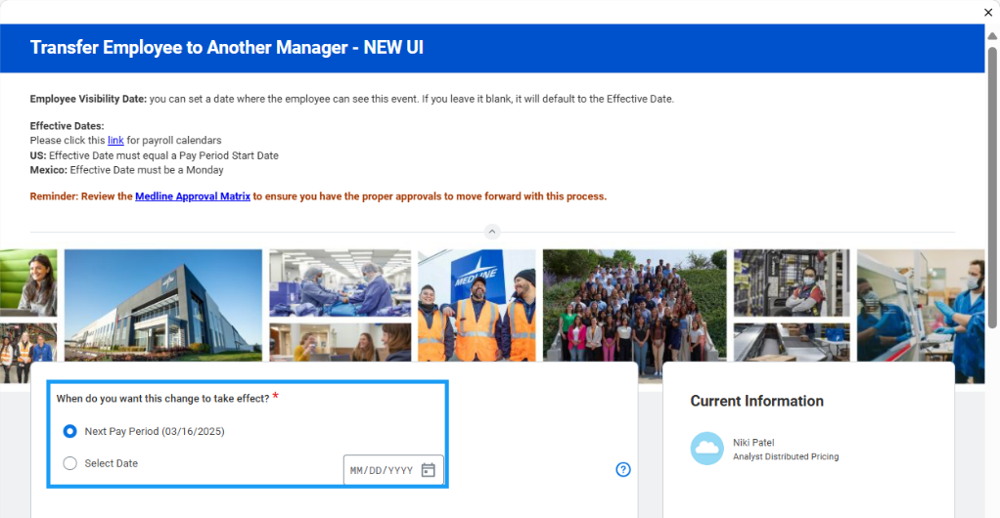 Transfer Employee to Another Manager - NEW UI
Employee Visibility Date: you can set a date where the employee can see this event. If you leave it blank, it will default to the Effective Date.
Effective Dates:
Please click this link for payroll calendars
US: Effective Date must equal a Pay Period Start Date
Mexico: Effective Date must be a Monday
Reminder: Review the Medline Approval Matrix to ensure you have the proper approvals to move forward with this process.
MEDLINE
When do you want this change to take effect? *
Next Pay Period (03/16/2025)
Select Date
MM/DD/YYYY
Current Information
Niki Patel
Analyst Distributed Pricing